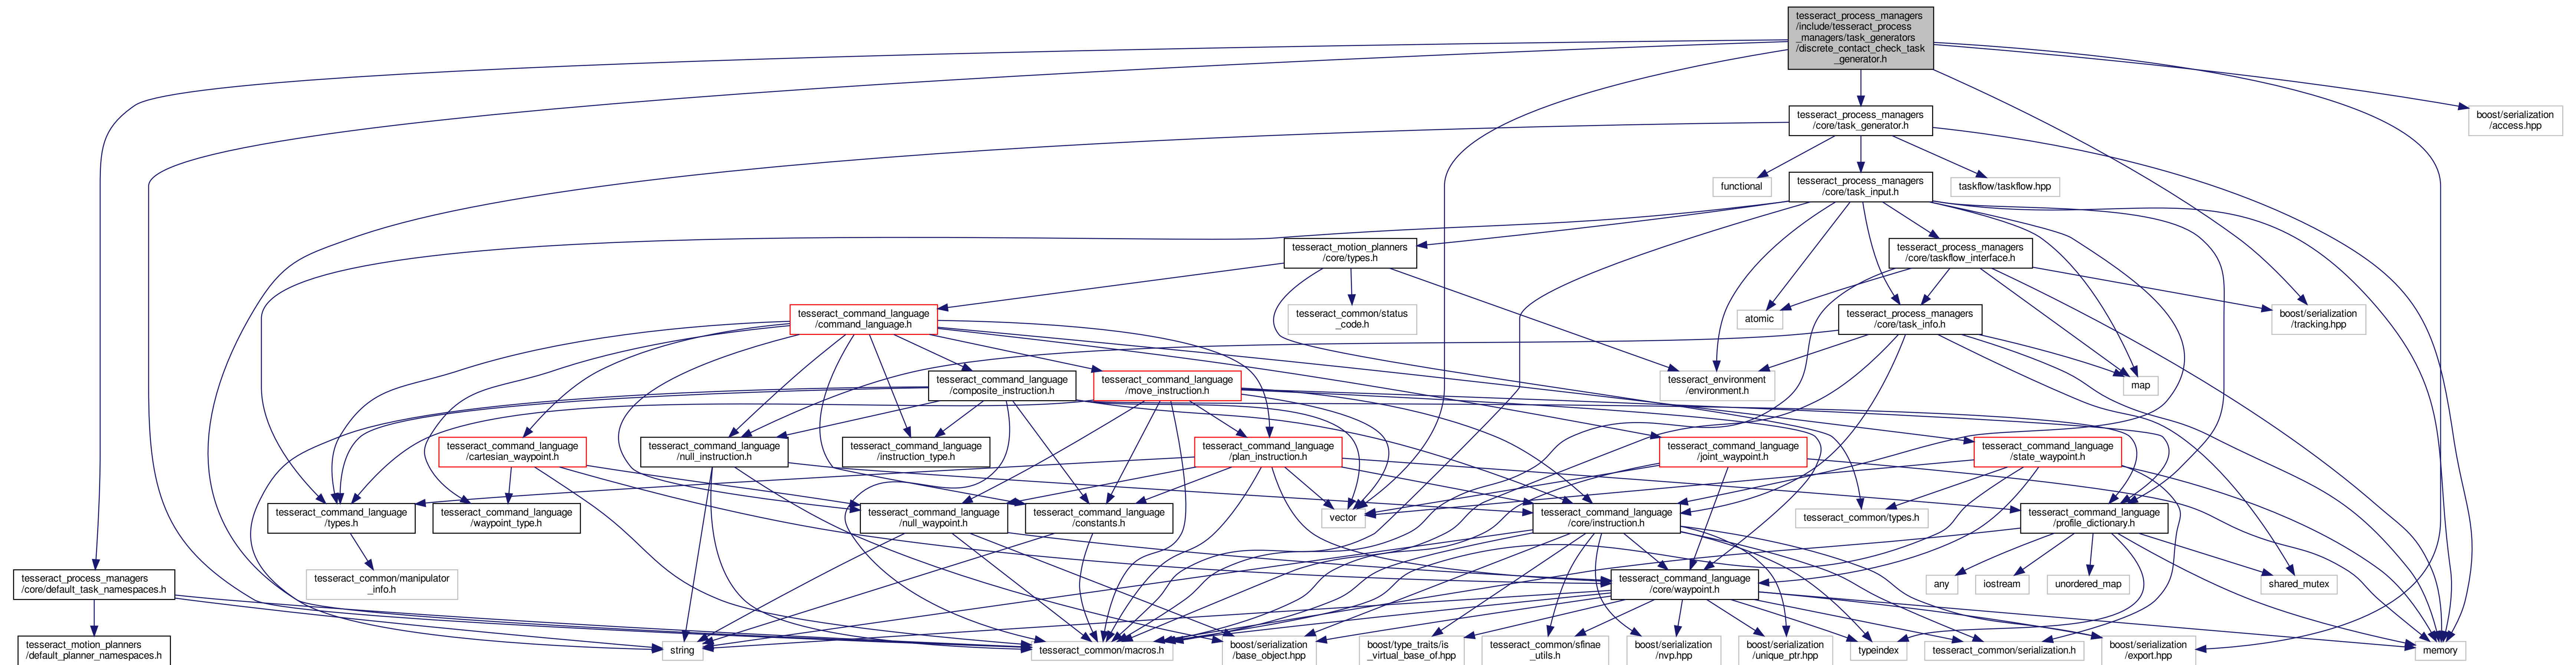 tesseract_process_managers
/include/tesseract_process
_managers/task_generators
/discrete_contact_check_task
_generator.h
tesseract_process_managers
/core/task_generator.h
boost/serialization
/access.hpp
functional
tesseract_process_managers
/core/task_input.h
taskflow/taskflow.hpp
tesseract_motion_planners
/core/types.h
tesseract_process_managers
/core/taskflow_interface.h
tesseract_command_language
/command_language.h
tesseract_common/status
_code.h
atomic
tesseract_process_managers
/core/task_info.h
boost/serialization
/tracking.hpp
tesseract_command_language
/composite_instruction.h
tesseract_command_language
/move_instruction.h
tesseract_environment
/environment.h
map
tesseract_command_language
/cartesian_waypoint.h
tesseract_command_language
/null_instruction.h
tesseract_command_language
/instruction_type.h
tesseract_command_language
/plan_instruction.h
tesseract_command_language
/joint_waypoint.h
tesseract_command_language
/state_waypoint.h
tesseract_command_language
/types.h
tesseract_command_language
/waypoint_type.h
tesseract_command_language
/null_waypoint.h
tesseract_command_language
/constants.h
vector
tesseract_command_language
/core/instruction.h
tesseract_common/types.h
tesseract_command_language
/profile_dictionary.h
tesseract_process_managers
/core/default_task_namespaces.h
tesseract_common/manipulator
_info.h
tesseract_command_language
/core/waypoint.h
any
iostream
unordered_map
shared_mutex
tesseract_motion_planners
/default_planner_namespaces.h
string
tesseract_common/macros.h
boost/serialization
/base_object.hpp
boost/type_traits/is
_virtual_base_of.hpp
tesseract_common/sfinae
_utils.h
boost/serialization
/nvp.hpp
boost/serialization
/unique_ptr.hpp
typeindex
tesseract_common/serialization.h
boost/serialization
/export.hpp
memory